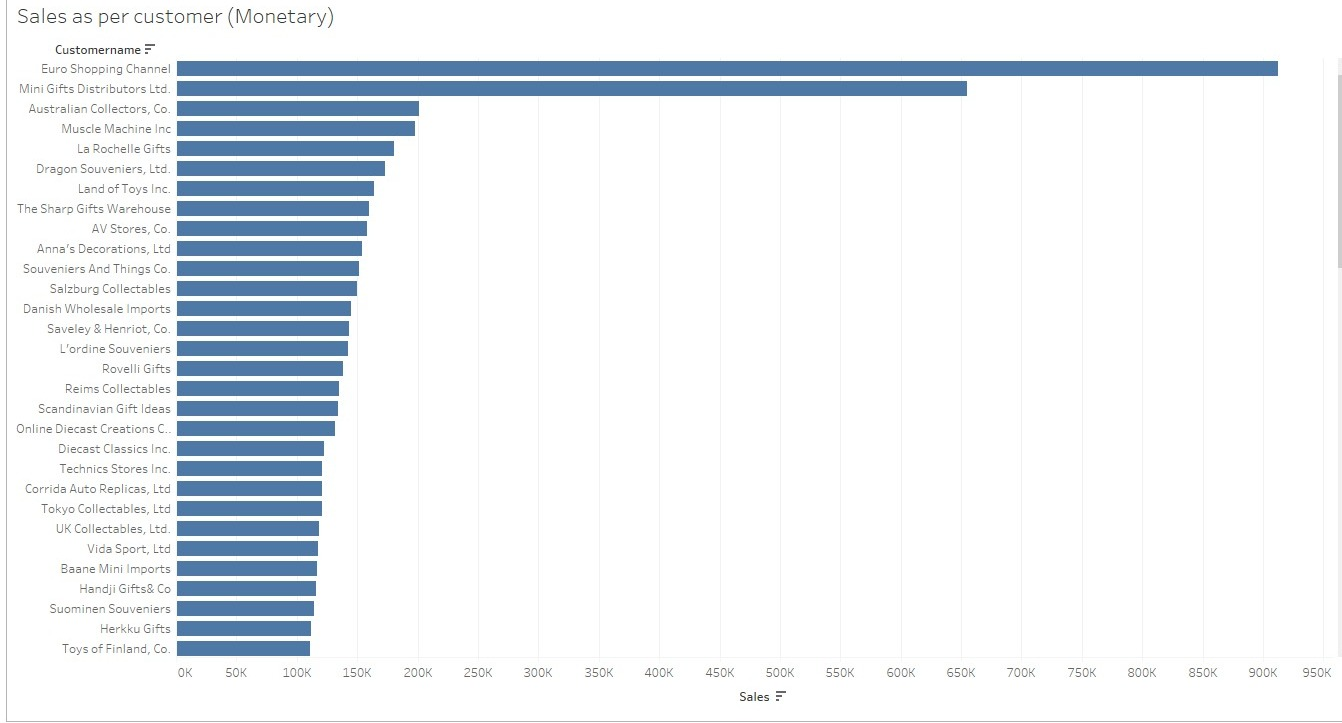 Sales as per customer (Monetary)
Customername
Euro Shopping Channel
Mini Gifts Distributors Ltd.
Australian Collectors, Co.
Muscle Machine Inc
La Rochelle Gifts
Dragon Souveniers, Ltd.
Land of Toys Inc.
The Sharp Gifts Warehouse
AV Stores, Co.
Anna's Decorations, Ltd
Souveniers And Things Co.
Salzburg Collectables
Danish Wholesale Imports
Saveley & Henriot, Co.
L'ordine Souveniers
Rovelli Gifts
Reims Collectables
Scandinavian Gift Ideas
Online Diecast Creations C..
Diecast Classics Inc.
Technics Stores Inc.
Corrida Auto Replicas, Ltd
Tokyo Collectables, Ltd
UK Collectables, Ltd.
Vida Sport, Ltd
Baane Mini Imports
Handji Gifts& Co
Suominen Souveniers
Herkku Gifts
Toys of Finland, Co.
0K 50K 100K 150K 200K 250K 300K 350K 400K 450K 500K 550K 600K 650K 700K 750K 800K 850K 900K 950K
Sales